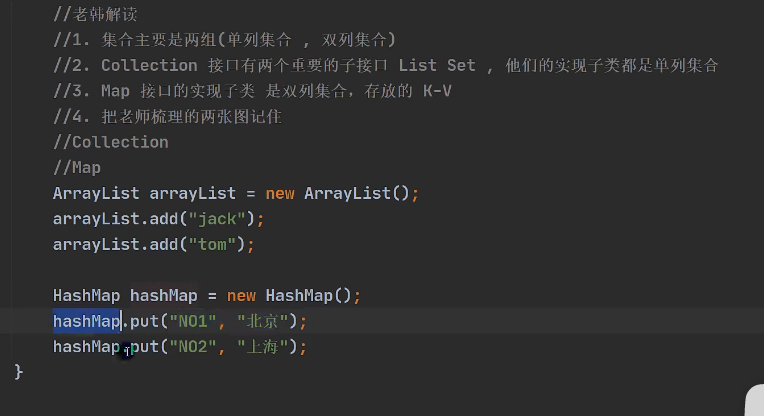 //老韩解读
//1. 集合主要是两组(单列集合 , 双列集合)
//2. Collection 接口有两个重要的子接口 List Set , 他们的实现子类都是单列集合
//3. Map 接口的实现子类 是双列集合，存放的 K-V
//4. 把老师梳理的两张图记住
//Collection
//Map
ArrayList arrayList = new ArrayList();
arrayList.add("jack");
arrayList.add("tom");
HashMap hashMap = new HashMap();
hashMap.put("NO1", "北京");
hashMap.put("NO2", "上海");
}